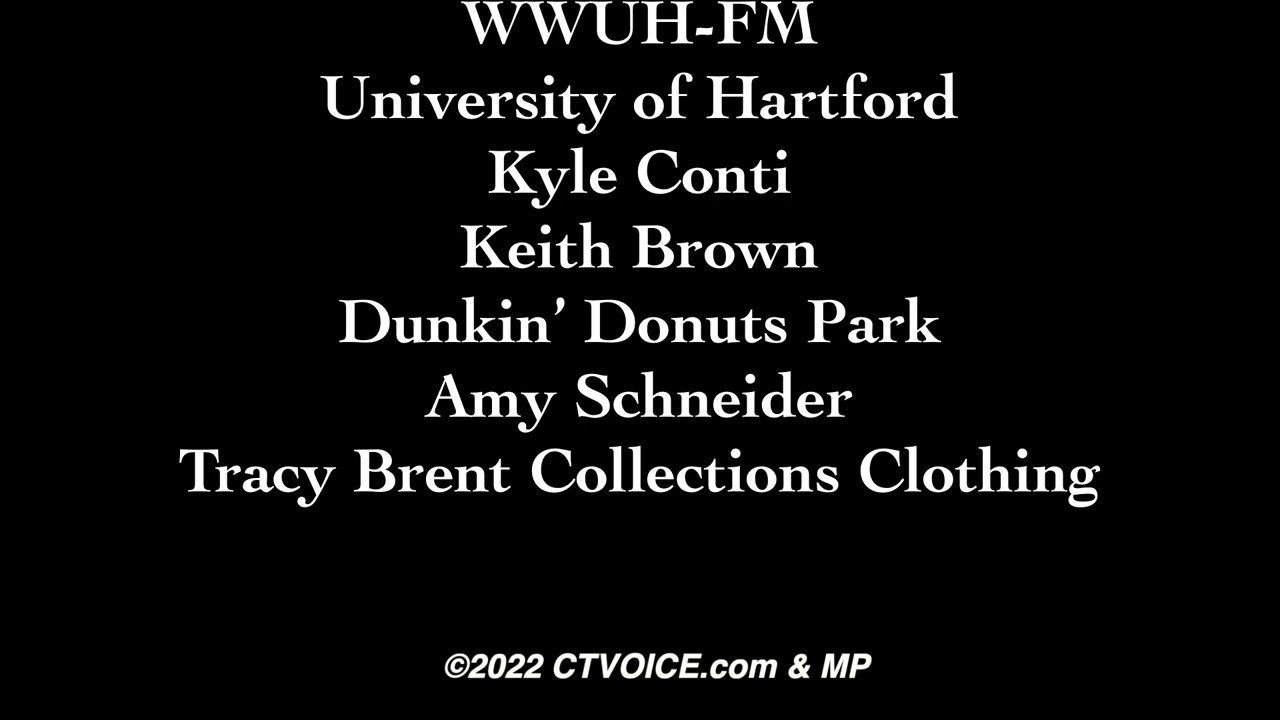 WWUH-FM
University of Hartford
Kyle Conti
Keith Brown
Dunkin’ Donuts Park
Amy Schneider
Tracy Brent Collections Clothing
©2022 CTVOICE.com & MP